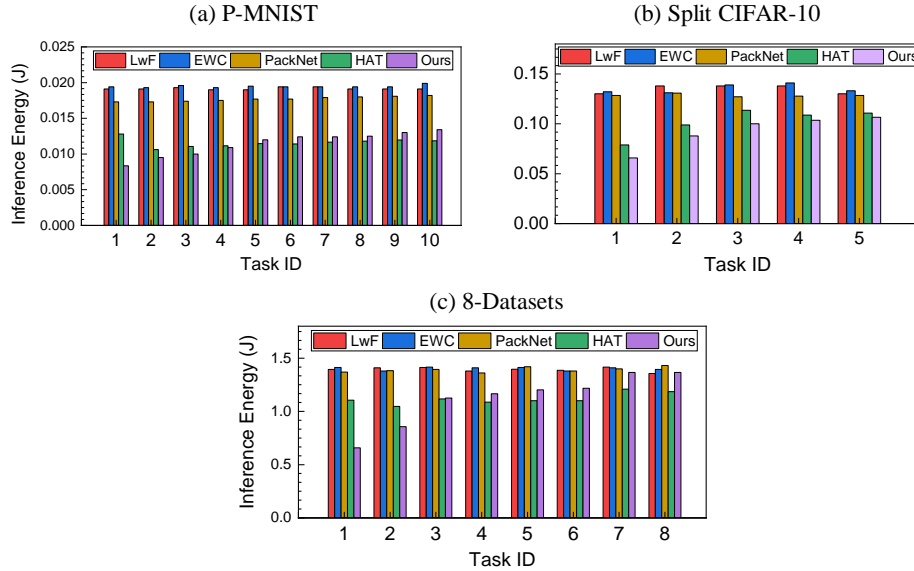 (a) P-MNIST
Inference Energy (J)
0.025
0.020
0.015
0.010
0.005
0.000
LwF EWC PackNet HAT Ours
1 2 3 4 5 6 7 8 9 10
Task ID
(b) Split CIFAR-10
0.15
0.10
0.05
0.00
LwF EWC PackNet HAT Ours
1 2 3 4 5
Task ID
(c) 8-Datasets
Inference Energy (J)
1.5
1.0
0.5
0.0
LwF EWC PackNet HAT Ours
1 2 3 4 5 6 7 8
Task ID